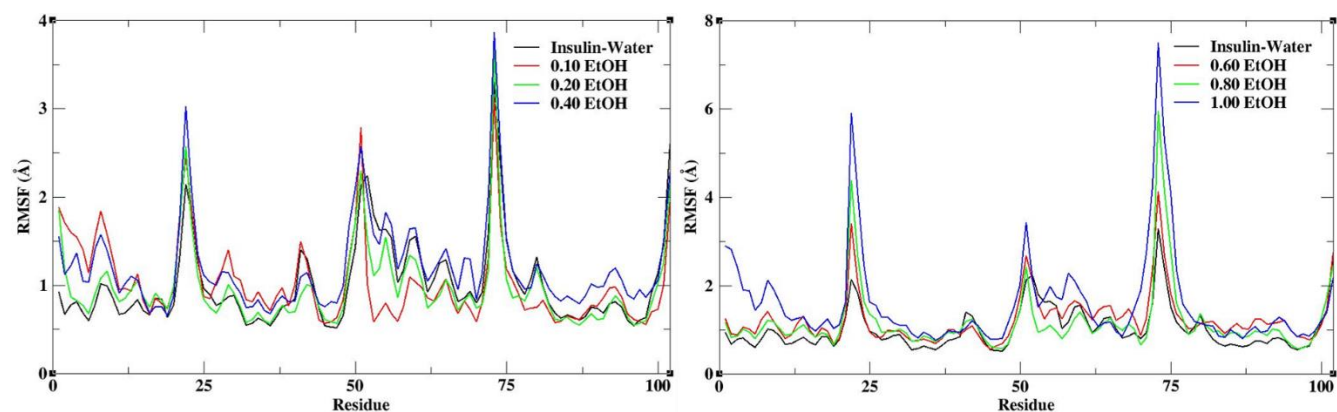 4
3
2
1
0
RMSF (Å)
Insulin-Water
0.10 EtOH
0.20 EtOH
0.40 EtOH
0 25 50 75 100
Residue
8
6
4
2
0
RMSF (Å)
Insulin-Water
0.60 EtOH
0.80 EtOH
1.00 EtOH
0 25 50 75 100
Residue